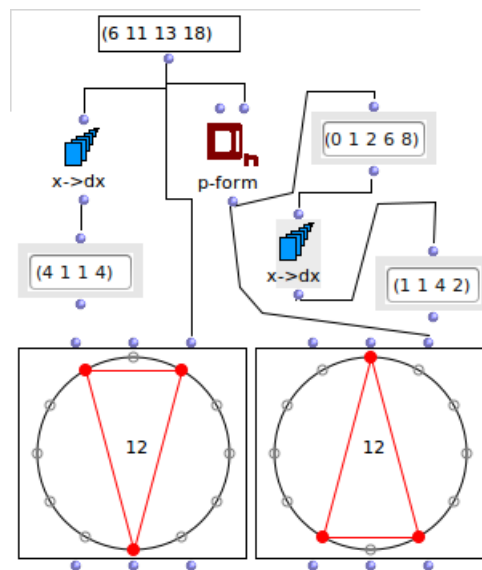 (6 11 13 18)
x->dx
n
p-form
(0 1 2 6 8)
x->dx
(4 1 1 4)
(1 1 4 2)
12
12